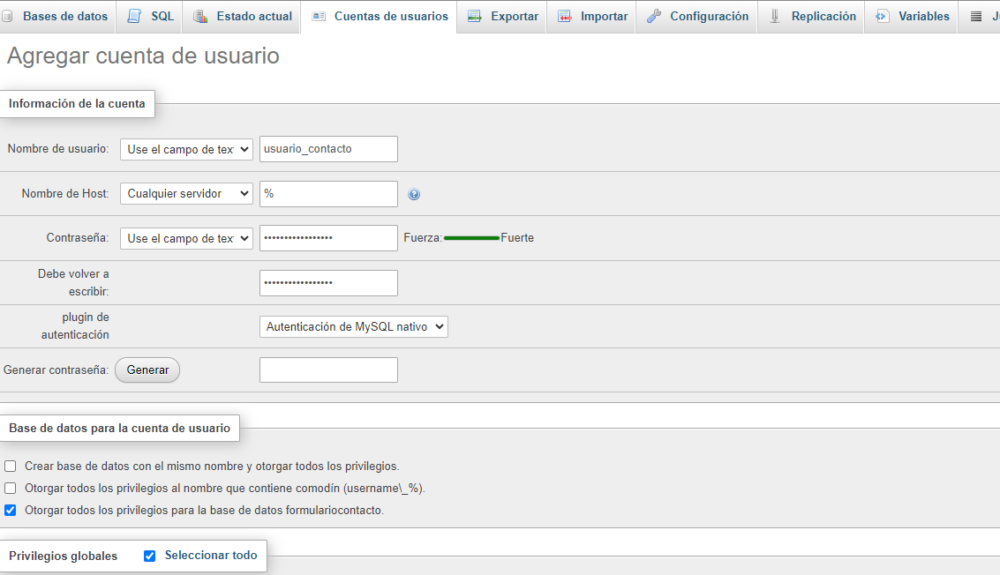 Bases de datos SQL Estado actual Cuentas de usuarios Exportar Importar Configuración Replicación Variables
Agregar cuenta de usuario
Información de la cuenta
Nombre de usuario: Use el campo de tex usuario_contacto
Nombre de Host: Cualquier servidor %
Contraseña: Use el campo de tex ••••••••••••••••• Fuerza: Fuerte
Debe volver a
escribir: •••••••••••••••••
plugin de
autenticación Autenticación de MySQL nativo
Generar contraseña: Generar
Base de datos para la cuenta de usuario
Crear base de datos con el mismo nombre y otorgar todos los privilegios.
Otorgar todos los privilegios al nombre que contiene comodín (username\_%).
Otorgar todos los privilegios para la base de datos formulariocontacto.
Privilegios globales Seleccionar todo